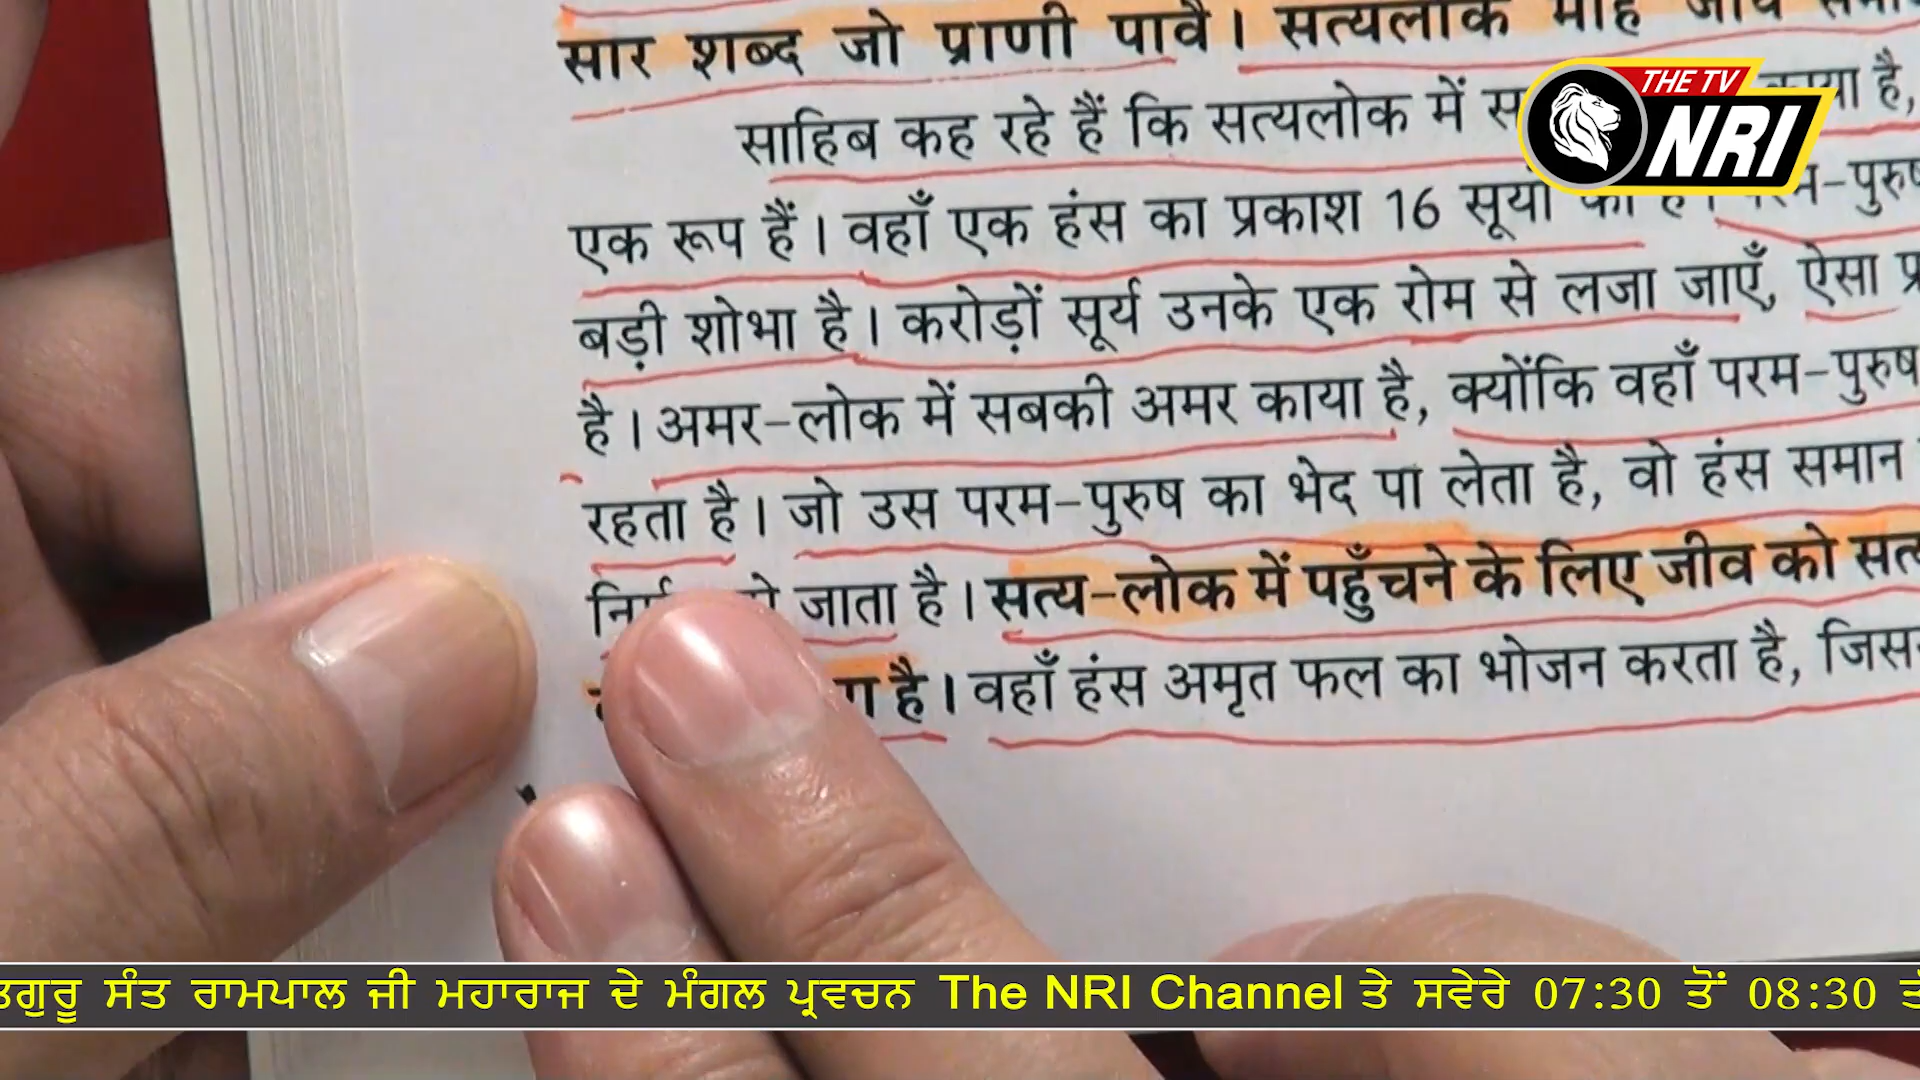 सार शब्द जो प्राणी पावै। सत्यलोक माहिं जीव
साहिब कह रहे हैं कि सत्यलोक में है,
एक रूप हैं। वहाँ एक हंस का प्रकाश 16 सूर्यों का है।
बड़ी शोभा है। करोड़ों सूर्य उनके एक रोम से लजा जाएँ, ऐसा
है। अमर-लोक में सबकी अमर काया है, क्योंकि वहाँ परम-पुरुष
रहता है। जो उस परम-पुरुष का भेद पा लेता है, वो हंस समान
जाता है। सत्य-लोक में पहुँचने के लिए जीव को
है। वहाँ हंस अमृत फल का भोजन करता है,
THE TV
NRI
ਸੰਤ ਰਾਮਪਾਲ ਜੀ ਮਹਾਰਾਜ ਦੇ ਮੰਗਲ ਪ੍ਰਵਚਨ The NRI Channel ਤੇ ਸਵੇਰੇ 07:30 ਤੋਂ 08:30